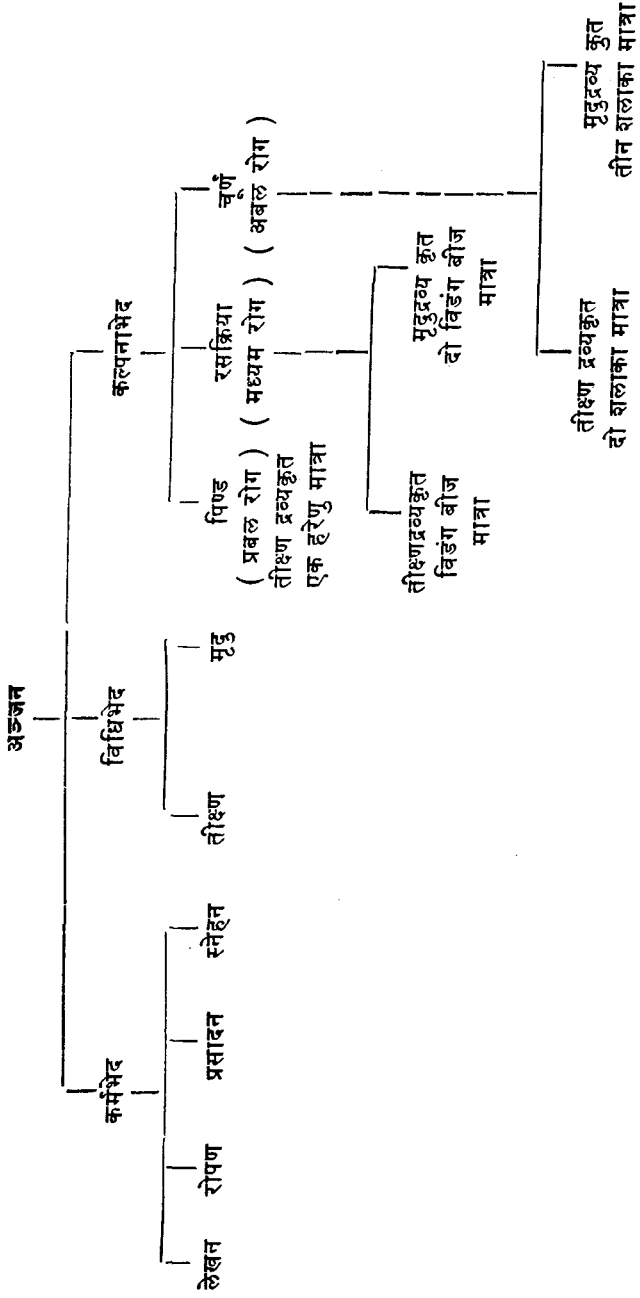 अञ्जन
कर्मभेद
विधिभेद
कल्पनाभेद
लेखन
रोपण
प्रसादन
स्नेहन
तीक्ष्ण
मृदु
पिण्ड
( प्रबल रोग )
तीक्ष्ण द्रव्यकृत
एक हरेणु मात्रा
रसक्रिया
( मध्यम रोग )
चर्ण
( अबल रोग )
तीक्ष्णद्रव्यकृत
विडंग बीज
मात्रा
मृदुद्रव्य कृत
दो विडंग बीज
मात्रा
तीक्ष्ण द्रव्यकृत
दो शलाका मात्रा
मृदुद्रव्य कृत
तीन शलाका मात्रा